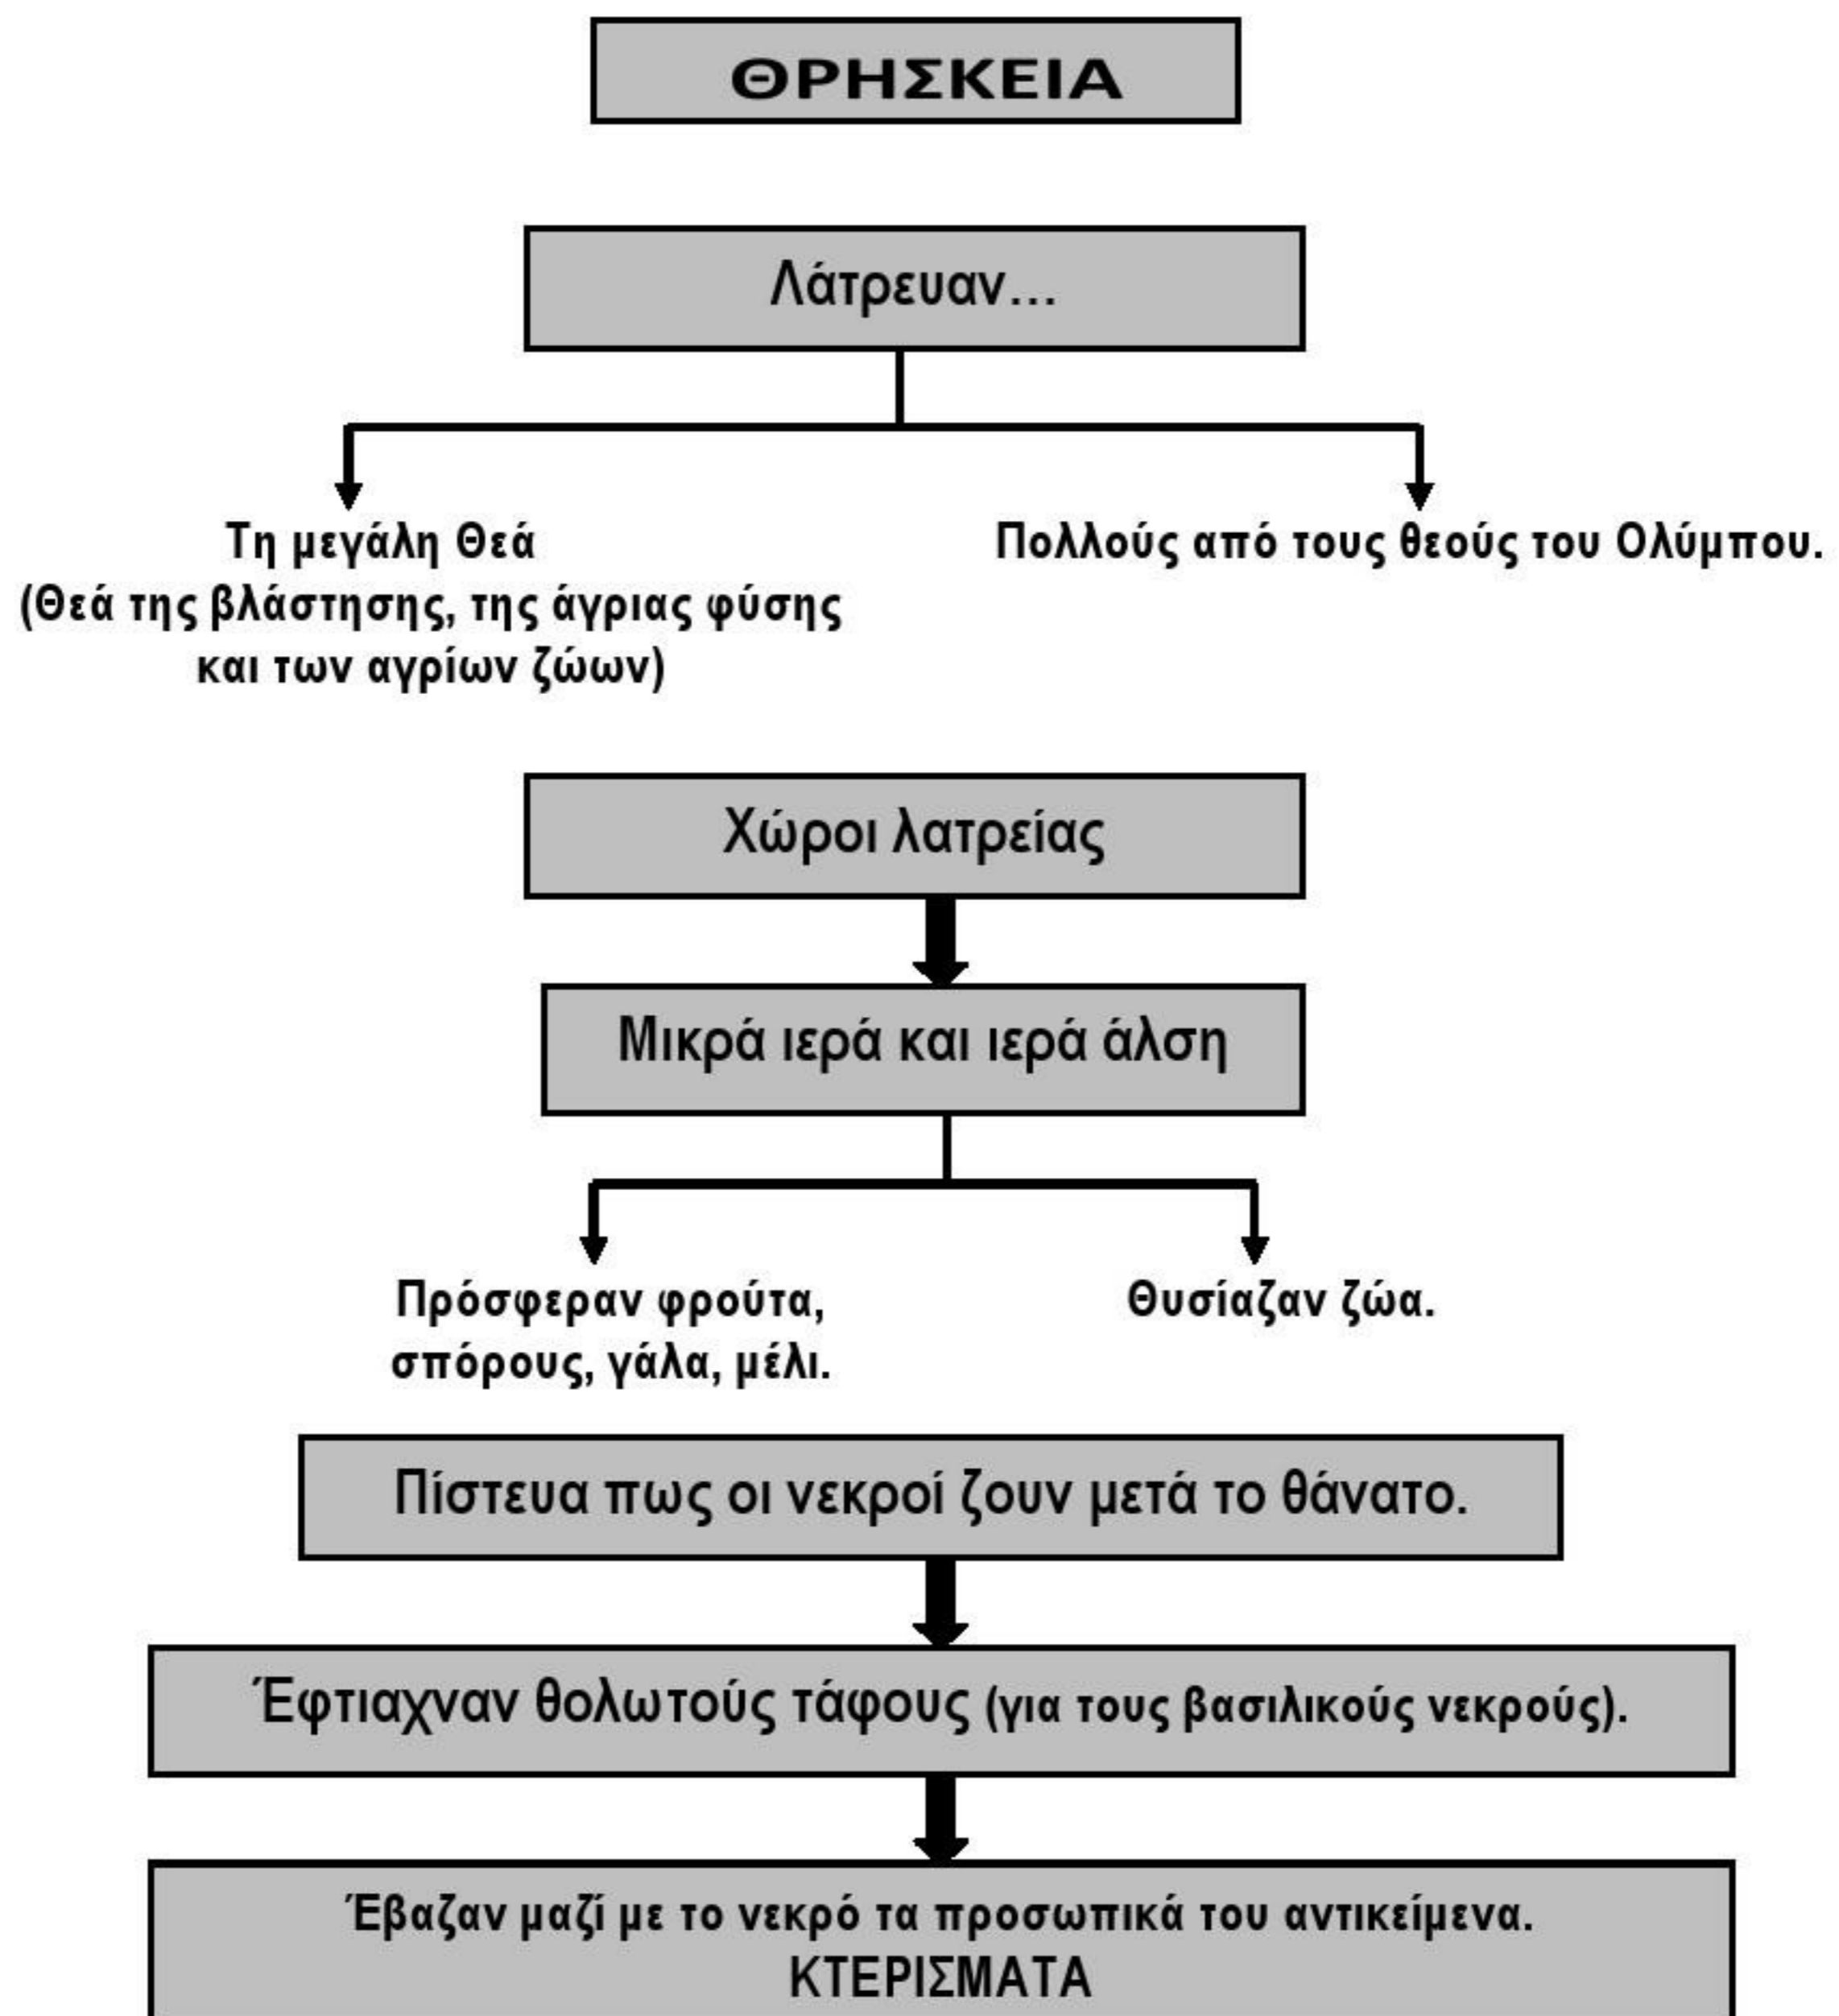 ΘΡΗΣΚΕΙΑ
Λάτρευαν...
Τη μεγάλη Θεά
(Θεά της βλάστησης, της άγριας φύσης
και των αγρίων ζώων)
Πολλούς από τους θεούς του Ολύμπου.
Χώροι λατρείας
Μικρά ιερά και ιερά άλση
Πρόσφεραν φρούτα,
σπόρους, γάλα, μέλι.
Θυσίαζαν ζώα.
Πίστευα πως οι νεκροί ζουν μετά το θάνατο.
Έφτιαχναν θολωτούς τάφους (για τους βασιλικούς νεκρούς).
Έβαζαν μαζί με το νεκρό τα προσωπικά του αντικείμενα.
ΚΤΕΡΙΣΜΑΤΑ